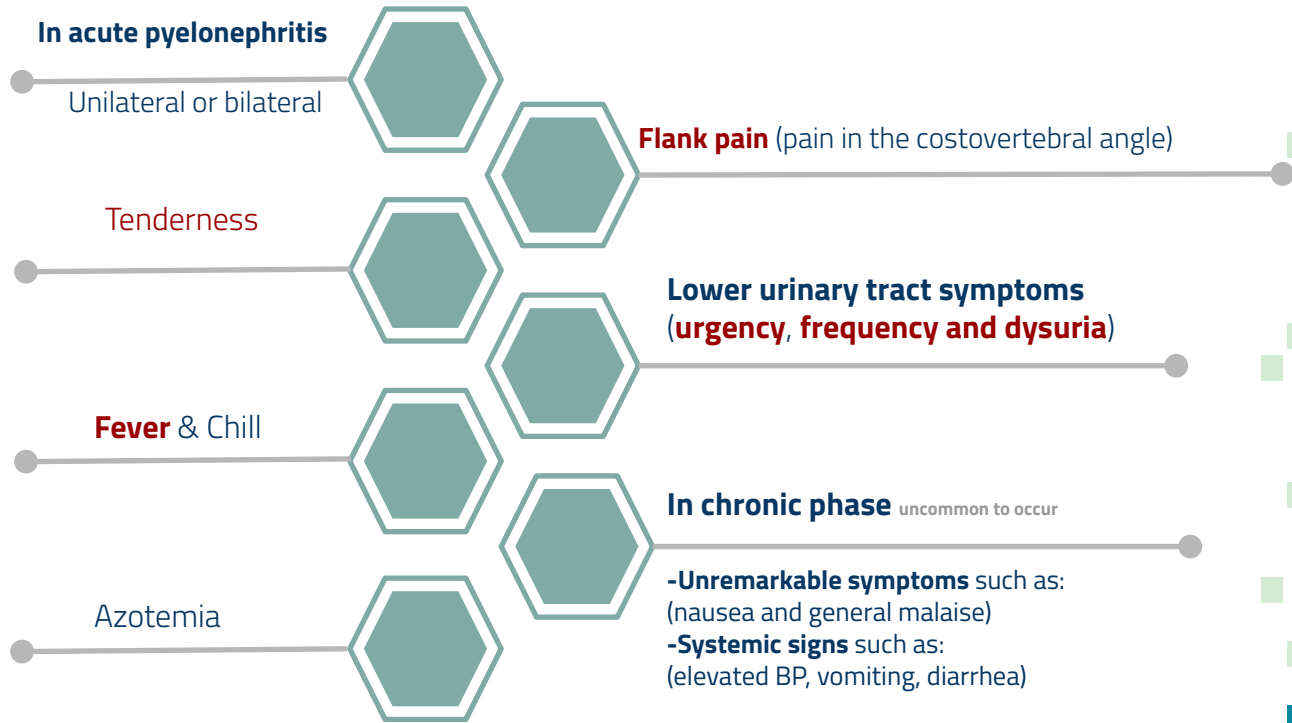 In acute pyelonephritis
Unilateral or bilateral
Flank pain (pain in the costovertebral angle)
Tenderness
Lower urinary tract symptoms
(urgency, frequency and dysuria)
Fever & Chill
In chronic phase uncommon to occur
-Unremarkable symptoms such as:
(nausea and general malaise)
-Systemic signs such as:
(elevated BP, vomiting, diarrhea)
Azotemia